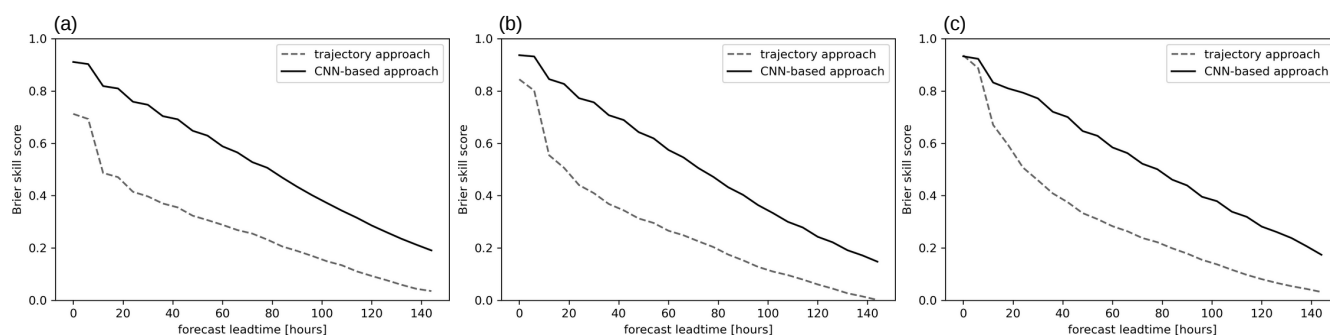 (a)
1.0
0.8
0.6
0.4
0.2
0.0
Brier skill score
trajectory approach
CNN-based approach
0 20 40 60 80 100 120 140
forecast leadtime [hours]
(b)
1.0
0.8
0.6
0.4
0.2
0.0
Brier skill score
trajectory approach
CNN-based approach
0 20 40 60 80 100 120 140
forecast leadtime [hours]
(c)
1.0
0.8
0.6
0.4
0.2
0.0
Brier skill score
trajectory approach
CNN-based approach
0 20 40 60 80 100 120 140
forecast leadtime [hours]